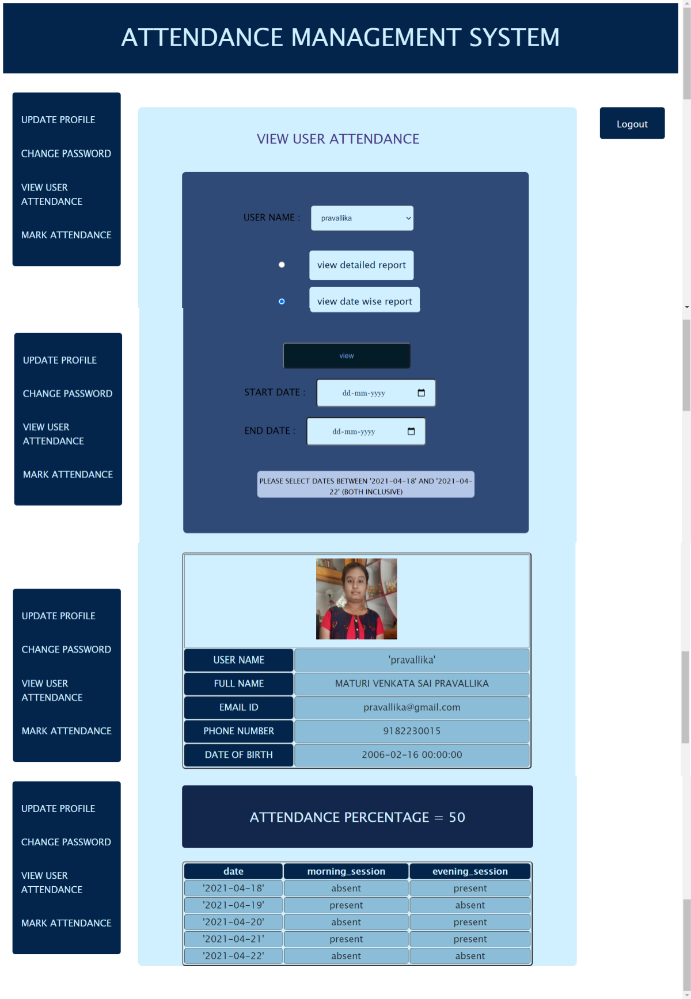 ATTENDANCE MANAGEMENT SYSTEM
UPDATE PROFILE
CHANGE PASSWORD
VIEW USER
ATTENDANCE
MARK ATTENDANCE
VIEW USER ATTENDANCE
Logout
USER NAME :
pravallika
view detailed report
view date wise report
UPDATE PROFILE
CHANGE PASSWORD
VIEW USER
ATTENDANCE
MARK ATTENDANCE
view
START DATE :
dd-mm-yyyy
END DATE :
dd-mm-yyyy
PLEASE SELECT DATES BETWEEN '2021-04-18' AND '2021-04-
22' (BOTH INCLUSIVE)
UPDATE PROFILE
CHANGE PASSWORD
VIEW USER
ATTENDANCE
MARK ATTENDANCE
USER NAME 'pravallika'
FULL NAME MATURI VENKATA SAI PRAVALLIKA
EMAIL ID pravallika@gmail.com
PHONE NUMBER 9182230015
DATE OF BIRTH 2006-02-16 00:00:00
UPDATE PROFILE
CHANGE PASSWORD
VIEW USER
ATTENDANCE
MARK ATTENDANCE
ATTENDANCE PERCENTAGE = 50
date morning_session evening_session
'2021-04-18' absent present
'2021-04-19' present absent
'2021-04-20' absent present
'2021-04-21' present present
'2021-04-22' absent absent